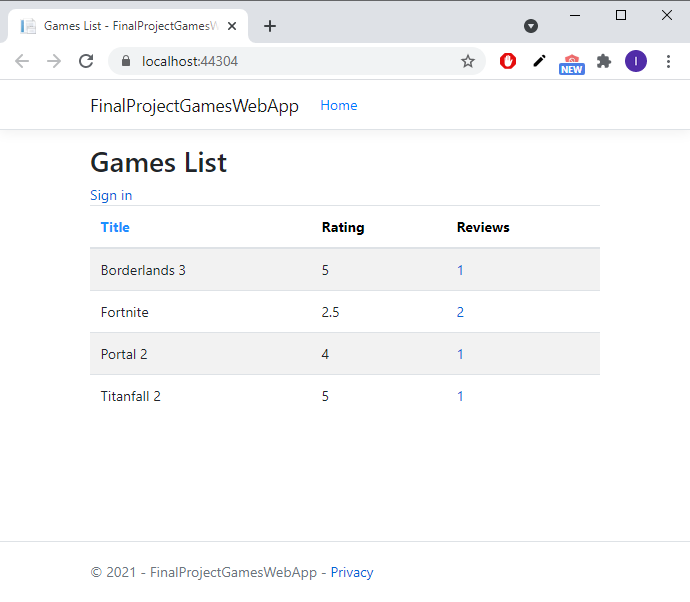 Games List - FinalProjectGamesW
localhost:44304
NEW
I
FinalProjectGamesWebApp Home
Games List
Sign in
Title Rating Reviews
Borderlands 3 5 1
Fortnite 2.5 2
Portal 2 4 1
Titanfall 2 5 1
© 2021 - FinalProjectGamesWebApp - Privacy